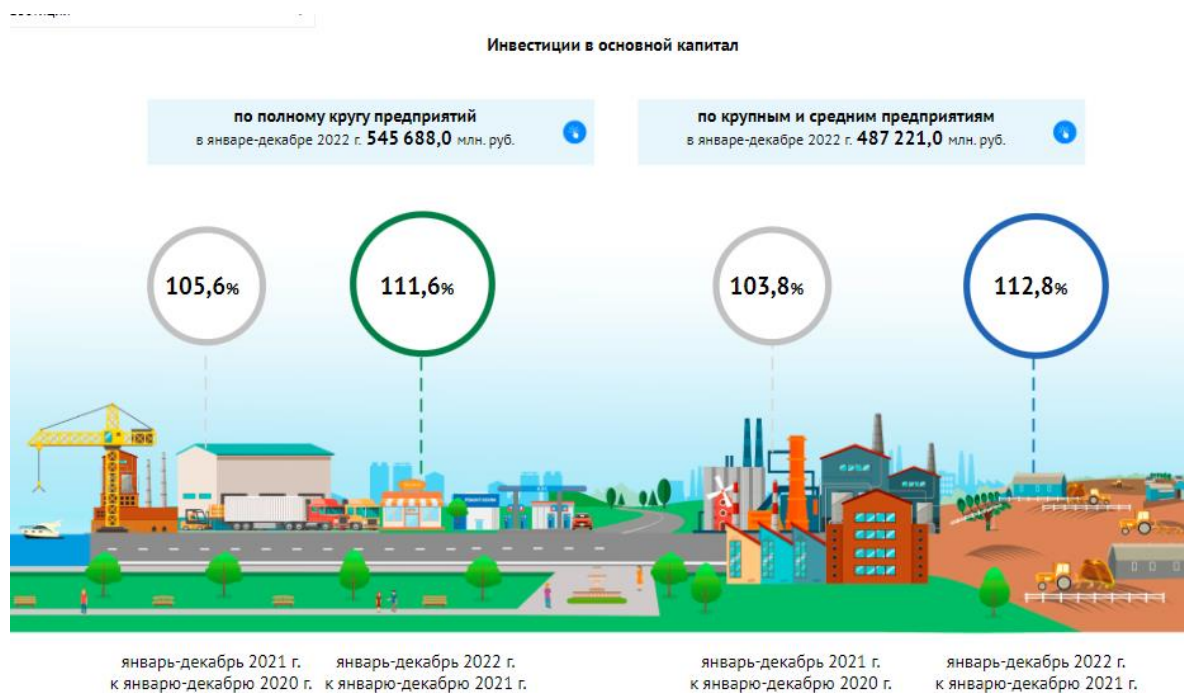 Инвестиции в основной капитал
по полному кругу предприятий
в январе-декабре 2022 г. 545 688,0 млн. руб.
по крупным и средним предприятиям
в январе-декабре 2022 г. 487 221,0 млн. руб.
105,6%
111,6%
103,8%
112,8%
январь-декабрь 2021 г.
к январю-декабрю 2020 г.
январь-декабрь 2022 г.
к январю-декабрю 2021 г.
январь-декабрь 2021 г.
к январю-декабрю 2020 г.
январь-декабрь 2022 г.
к январю-декабрю 2021 г.